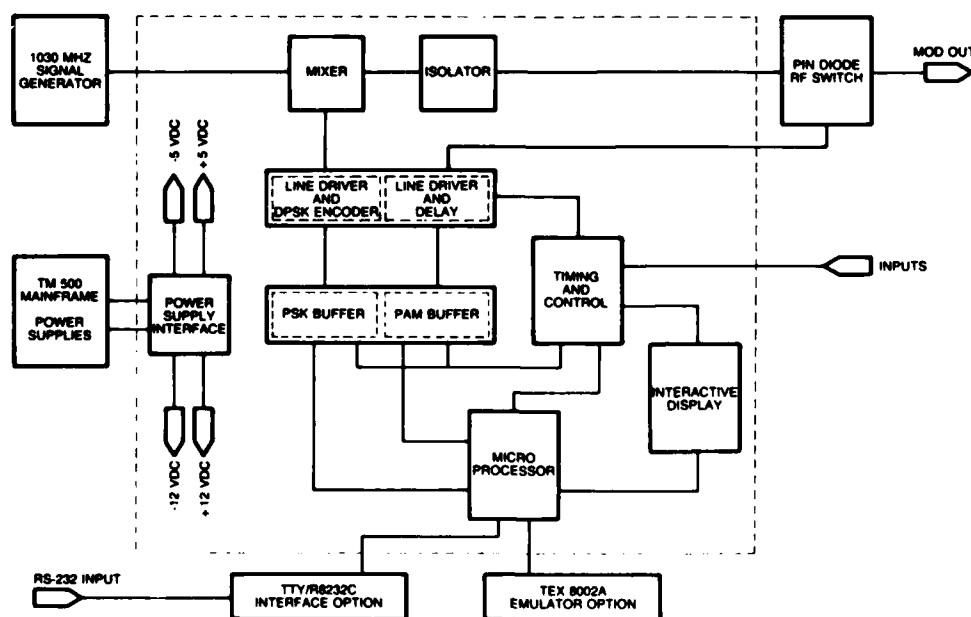 1030 MHZ
SIGNAL
GENERATOR
MIXER
ISOLATOR
PIN DIODE
RF SWITCH
MOD OUT
-5 VDC
+5 VDC
LINE DRIVER
AND
DPSK ENCODER
LINE DRIVER
AND
DELAY
TIMING
AND
CONTROL
INPUTS
TM 500
MAINFRAME
POWER
SUPPLIES
POWER
SUPPLY
INTERFACE
PSK BUFFER
PAM BUFFER
INTERACTIVE
DISPLAY
MICRO
PROCESSOR
-12 VDC
+12 VDC
RS-232 INPUT
TTY/RS232C
INTERFACE OPTION
TEX 8002A
EMULATOR OPTION